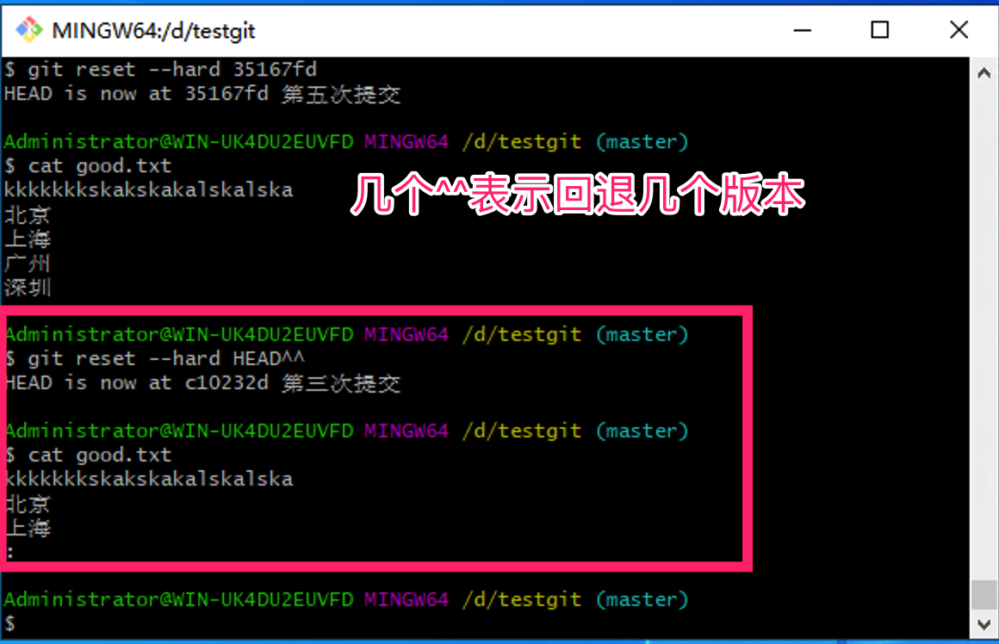 MINGW64:/d/testgit
$ git reset --hard 35167fd
HEAD is now at 35167fd 第五次提交
Administrator@WIN-UK4DU2EUVFD MINGW64 /d/testgit (master)
$ cat good.txt
kkkkkkkskakskakalskalska
几个^^表示回退几个版本
北京
上海
广州
深圳
Administrator@WIN-UK4DU2EUVFD MINGW64 /d/testgit (master)
$ git reset --hard HEAD^^
HEAD is now at c10232d 第三次提交
Administrator@WIN-UK4DU2EUVFD MINGW64 /d/testgit (master)
$ cat good.txt
kkkkkkkskakskakalskalska
北京
上海
:
Administrator@WIN-UK4DU2EUVFD MINGW64 /d/testgit (master)
$